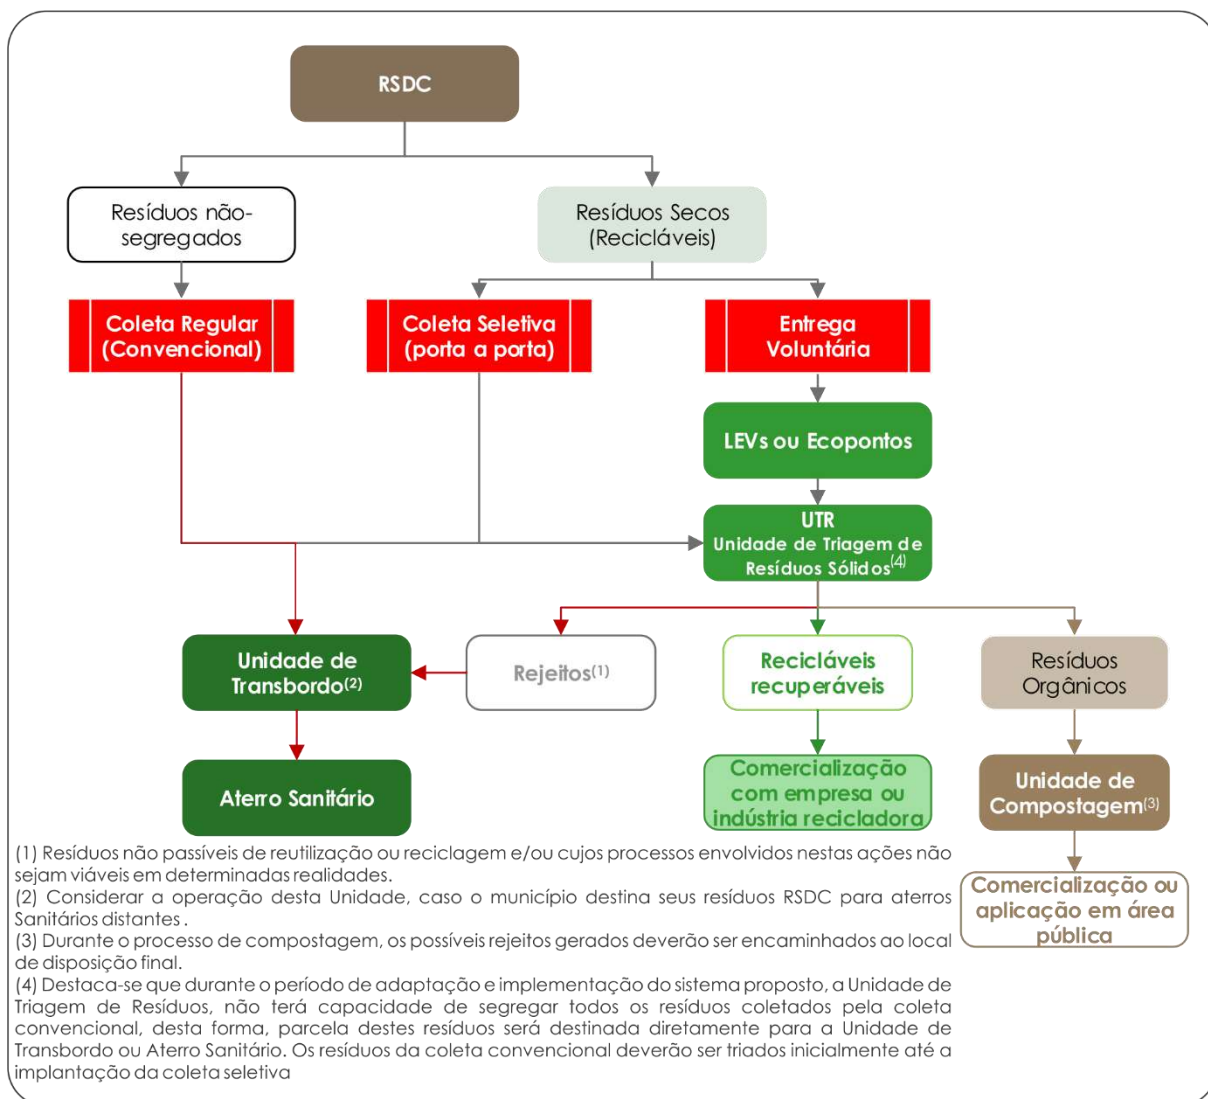 RSDC
Resíduos não-
segregados
Resíduos Secos
(Recicláveis)
Coleta Regular
(Convencional)
Coleta Seletiva
(porta a porta)
Entrega
Voluntária
LEVs ou Ecopontos
UTR
Unidade de Triagem de
Resíduos Sólidos(4)
Unidade de
Transbordo(2)
Rejeitos(1)
Recicláveis
recuperáveis
Resíduos
Orgânicos
Aterro Sanitário
Comercialização
com empresa ou
indústria recicladora
Unidade de
Compostagem(3)
Comercialização ou
aplicação em área
pública
(1) Resíduos não passíveis de reutilização ou reciclagem e/ou cujos processos envolvidos nestas ações não
sejam viáveis em determinadas realidades.
(2) Considerar a operação desta Unidade, caso o município destina seus resíduos RSDC para aterros
Sanitários distantes .
(3) Durante o processo de compostagem, os possíveis rejeitos gerados deverão ser encaminhados ao local
de disposição final.
(4) Destaca-se que durante o período de adaptação e implementação do sistema proposto, a Unidade de
Triagem de Resíduos, não terá capacidade de segregar todos os resíduos coletados pela coleta
convencional, desta forma, parcela destes resíduos será destinada diretamente para a Unidade de
Transbordo ou Aterro Sanitário. Os resíduos da coleta convencional deverão ser triados inicialmente até a
implantação da coleta seletiva